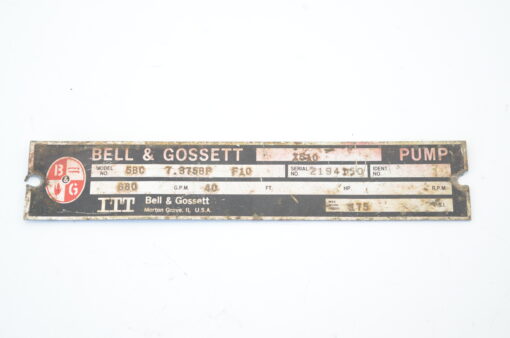 BELL & GOSSETT 1510 PUMP
B & G
MODEL NO 5BC 7.375BF F10 SERIAL NO IDENT. NO.
680 G.P.M. 40 FT. HP R.P.M.
ITT Bell & Gossett
Morton Grove, IL U.S.A.
175